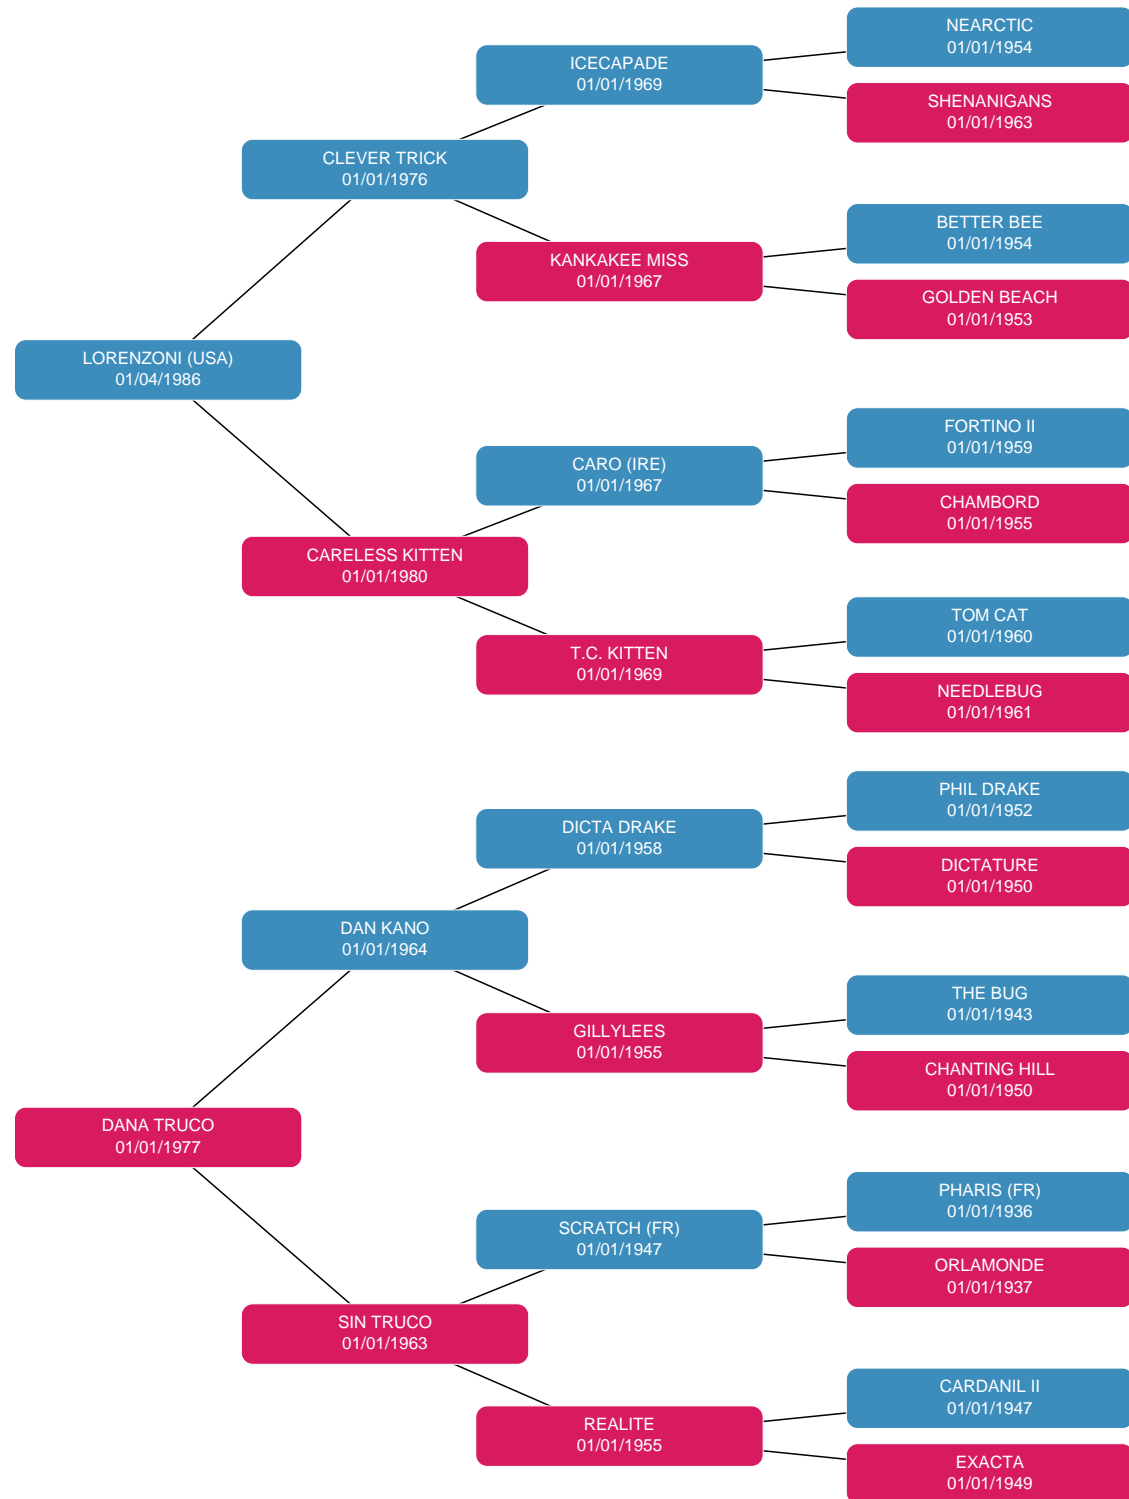 NEARCTIC
01/01/1954
ICECAPADE
01/01/1969
SHENANIGANS
01/01/1963
CLEVER TRICK
01/01/1976
BETTER BEE
01/01/1954
KANKAKEE MISS
01/01/1967
GOLDEN BEACH
01/01/1953
LORENZONI (USA)
01/04/1986
FORTINO II
01/01/1959
CARO (IRE)
01/01/1967
CHAMBORD
01/01/1955
CARELESS KITTEN
01/01/1980
TOM CAT
01/01/1960
T.C. KITTEN
01/01/1969
NEEDLEBUG
01/01/1961
PHIL DRAKE
01/01/1952
DICTA DRAKE
01/01/1958
DICTATURE
01/01/1950
DAN KANO
01/01/1964
THE BUG
01/01/1943
GILLYLEES
01/01/1955
CHANTING HILL
01/01/1950
DANA TRUCO
01/01/1977
PHARIS (FR)
01/01/1936
SCRATCH (FR)
01/01/1947
ORLAMONDE
01/01/1937
SIN TRUCO
01/01/1963
CARDANIL II
01/01/1947
REALITE
01/01/1955
EXACTA
01/01/1949